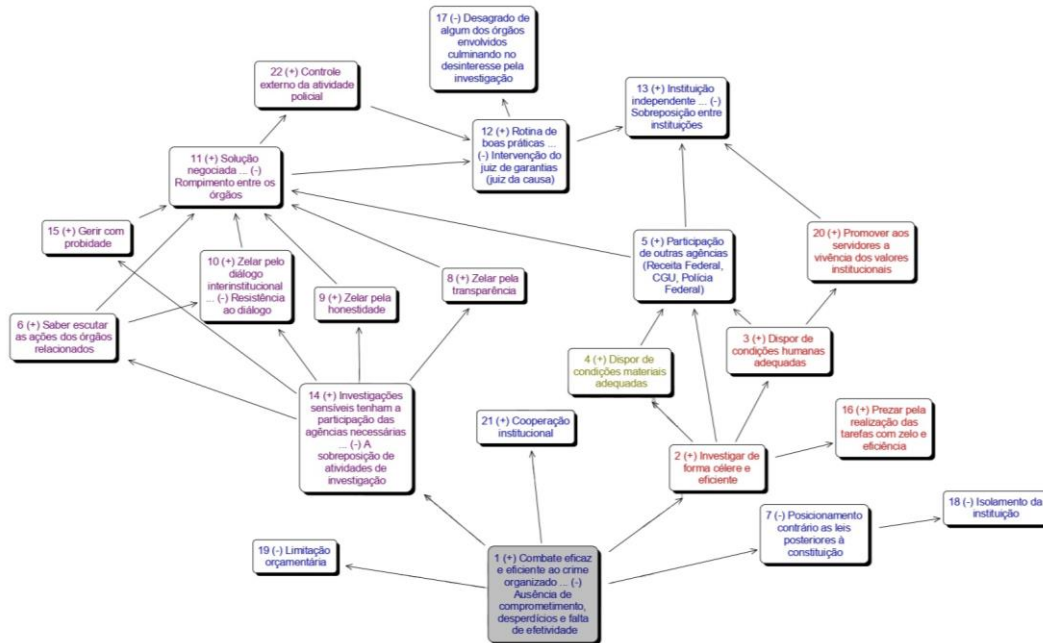 17 (-) Desagrado de
algum dos órgãos
envolvidos
culminando no
desinteresse pela
investigação
22 (+) Controle
externo da atividade
policial
13 (+) Instituição
independente ... (-)
Sobreposição entre
instituições
12 (+) Rotina de
boas práticas ...
(-) Intervenção do
juiz de garantias
(juiz da causa)
11 (+) Solução
negociada ... (-)
Rompimento entre os
órgãos
15 (+) Gerir com
probidade
10 (+) Zelar pelo
diálogo
interinstitucional
... (-) Resistência
ao diálogo
9 (+) Zelar pela
honestidade
8 (+) Zelar pela
transparência
5 (+) Participação
de outras agências
(Receita Federal,
CGU, Polícia
Federal)
20 (+) Promover aos
servidores a
vivência dos valores
institucionais
6 (+) Saber escutar
as ações dos órgãos
relacionados
4 (+) Dispor de
condições materiais
adequadas
3 (+) Dispor de
condições humanas
adequadas
14 (+) Investigações
sensíveis tenham a
participação das
agências necessárias
... (-) A
sobreposição de
atividades de
investigação
21 (+) Cooperação
institucional
2 (+) Investigar de
forma célere e
eficiente
16 (+) Prezar pela
realização das
tarefas com zelo e
eficiência
7 (-) Posicionamento
contrário as leis
posteriores à
constituição
18 (-) Isolamento da
instituição
19 (-) Limitação
orçamentária
1 (+) Combate eficaz
e eficiente ao crime
organizado ... (-)
Ausência de
comprometimento,
desperdícios e falta
de efetividade